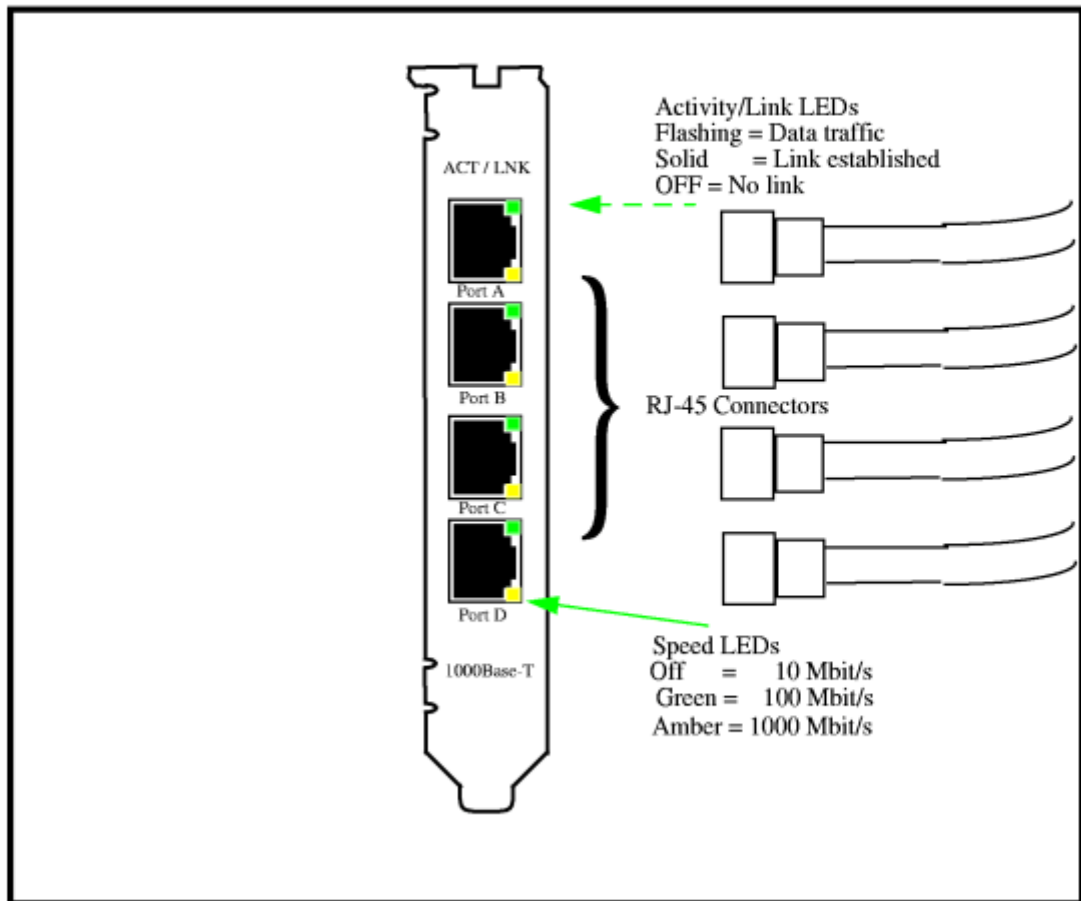 Activity/Link LEDs
Flashing = Data traffic
Solid = Link established
OFF = No link
ACT / LNK
Port A
Port B
RJ-45 Connectors
Port C
Port D
1000Base-T
Speed LEDs
Off = 10 Mbit/s
Green = 100 Mbit/s
Amber = 1000 Mbit/s